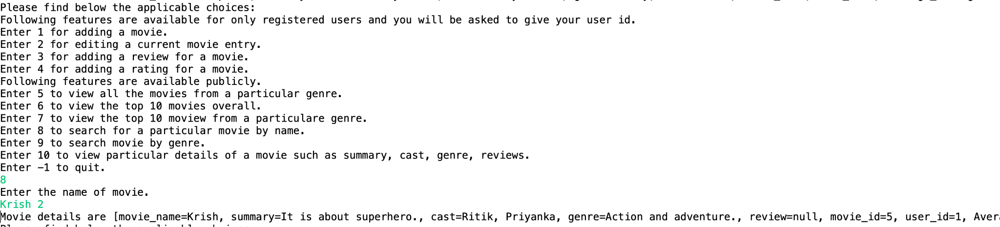 Please find below the applicable choices:
Following features are available for only registered users and you will be asked to give your user id.
Enter 1 for adding a movie.
Enter 2 for editing a current movie entry.
Enter 3 for adding a review for a movie.
Enter 4 for adding a rating for a movie.
Following features are available publicly.
Enter 5 to view all the movies from a particular genre.
Enter 6 to view the top 10 movies overall.
Enter 7 to view the top 10 moview from a particulare genre.
Enter 8 to search for a particular movie by name.
Enter 9 to search movie by genre.
Enter 10 to view particular details of a movie such as summary, cast, genre, reviews.
Enter -1 to quit.
8
Enter the name of movie.
Krish 2
Movie details are [movie_name=Krish, summary=It is about superhero., cast=Ritik, Priyanka, genre=Action and adventure., review=null, movie_id=5, user_id=1,